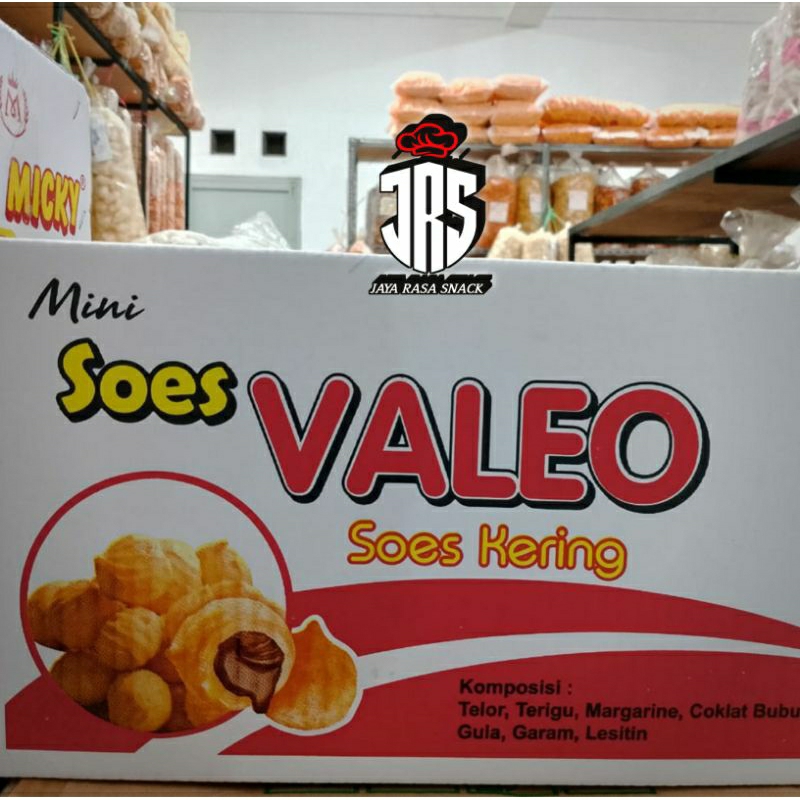 MICKY
JRS
JAYA RASA SNACK
Mini
Soes VALEO
Soes Kering
Komposisi :
Telor, Terigu, Margarine, Coklat Bubu
Gula, Garam, Lesitin